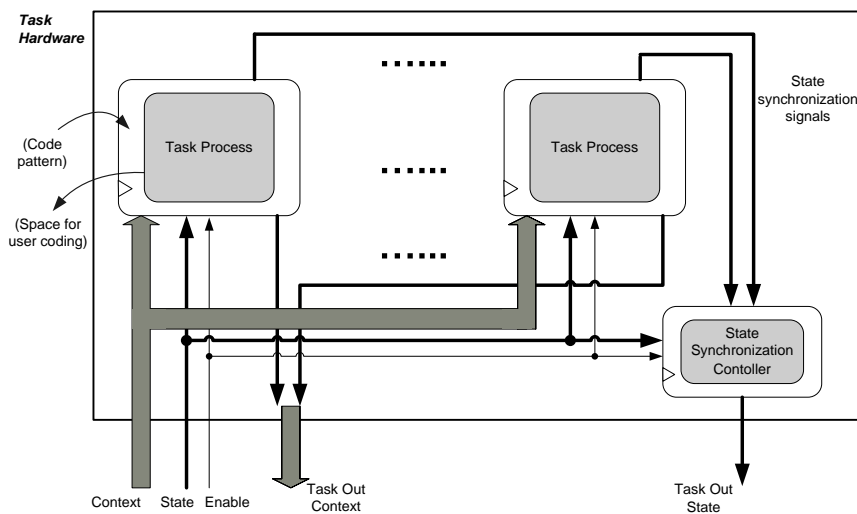 Task
Hardware
State
synchronization
signals
Task Process
Task Process
(Code
pattern)
(Space for
user coding)
State
Synchronization
Contoller
Context
State
Enable
Task Out
Context
Task Out
State